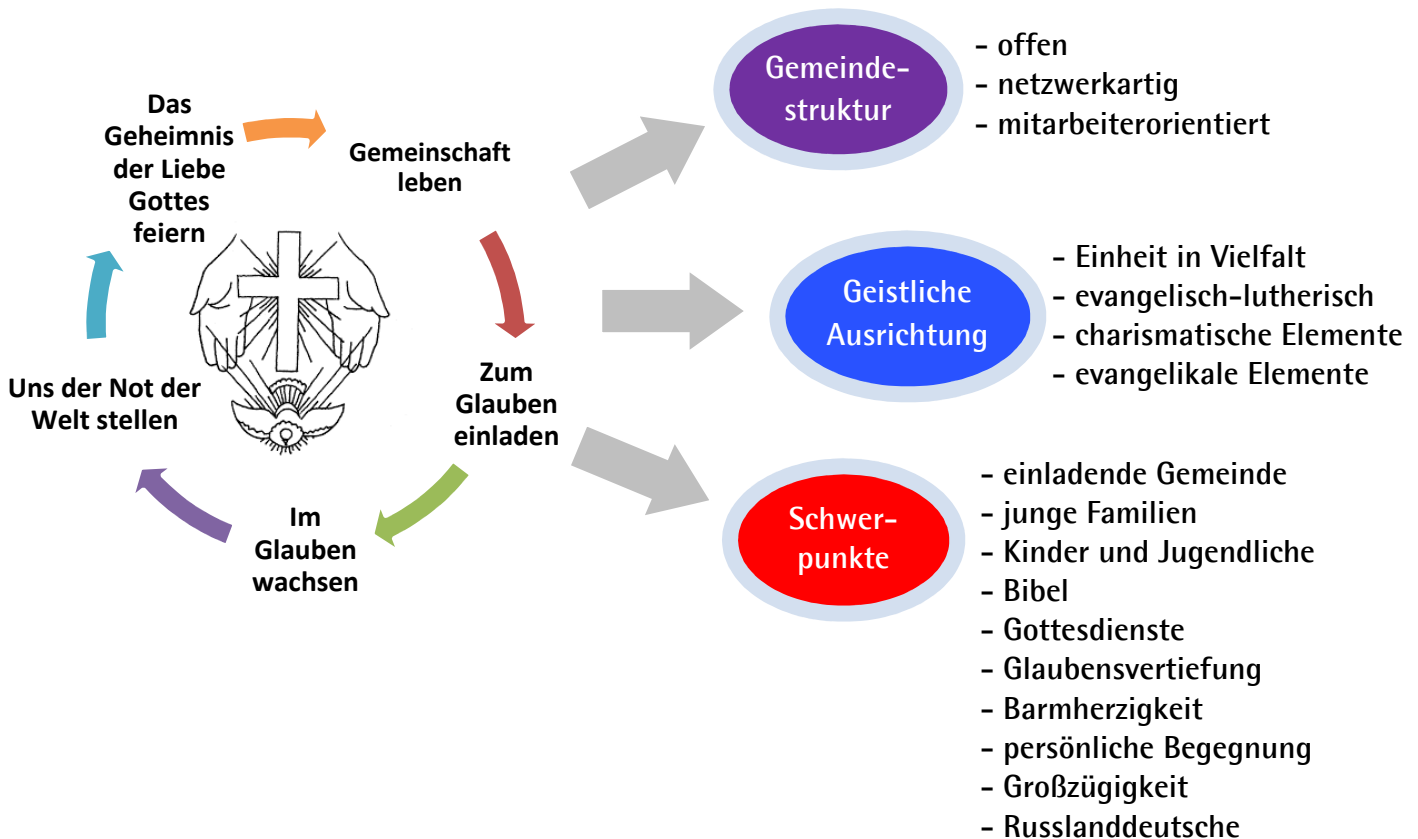 Das
Geheimnis
der Liebe
Gottes
feiern
Gemeinschaft
leben
Zum
Glauben
einladen
Im
Glauben
wachsen
Uns der Not der
Welt stellen
Gemeinde-
struktur
- offen
- netzwerkartig
- mitarbeiterorientiert
Geistliche
Ausrichtung
- Einheit in Vielfalt
- evangelisch-lutherisch
- charismatische Elemente
- evangelikale Elemente
Schwer-
punkte
- einladende Gemeinde
- junge Familien
- Kinder und Jugendliche
- Bibel
- Gottesdienste
- Glaubensvertiefung
- Barmherzigkeit
- persönliche Begegnung
- Großzügigkeit
- Russlanddeutsche